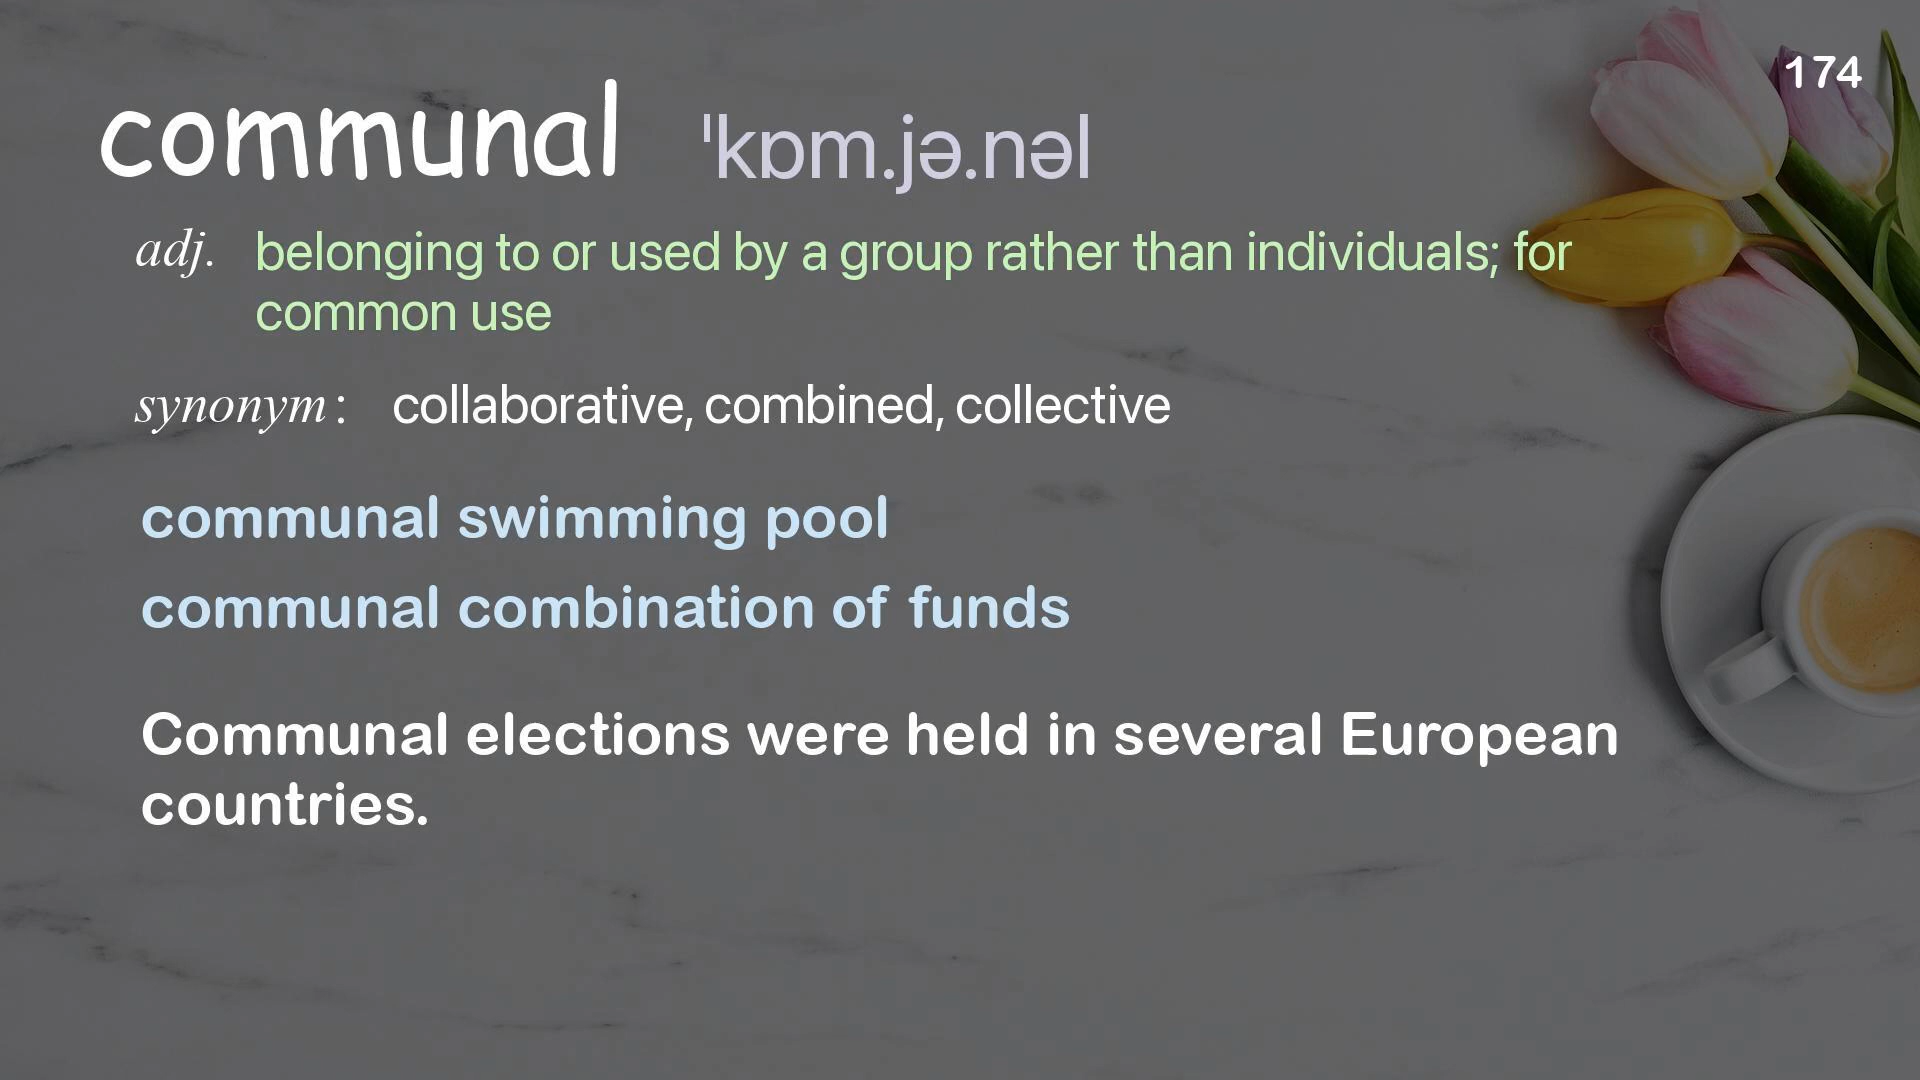 174
communal ˈkɒm.jə.nəl
adj. belonging to or used by a group rather than individuals; for
common use
synonym: collaborative, combined, collective
communal swimming pool
communal combination of funds
Communal elections were held in several European
countries.